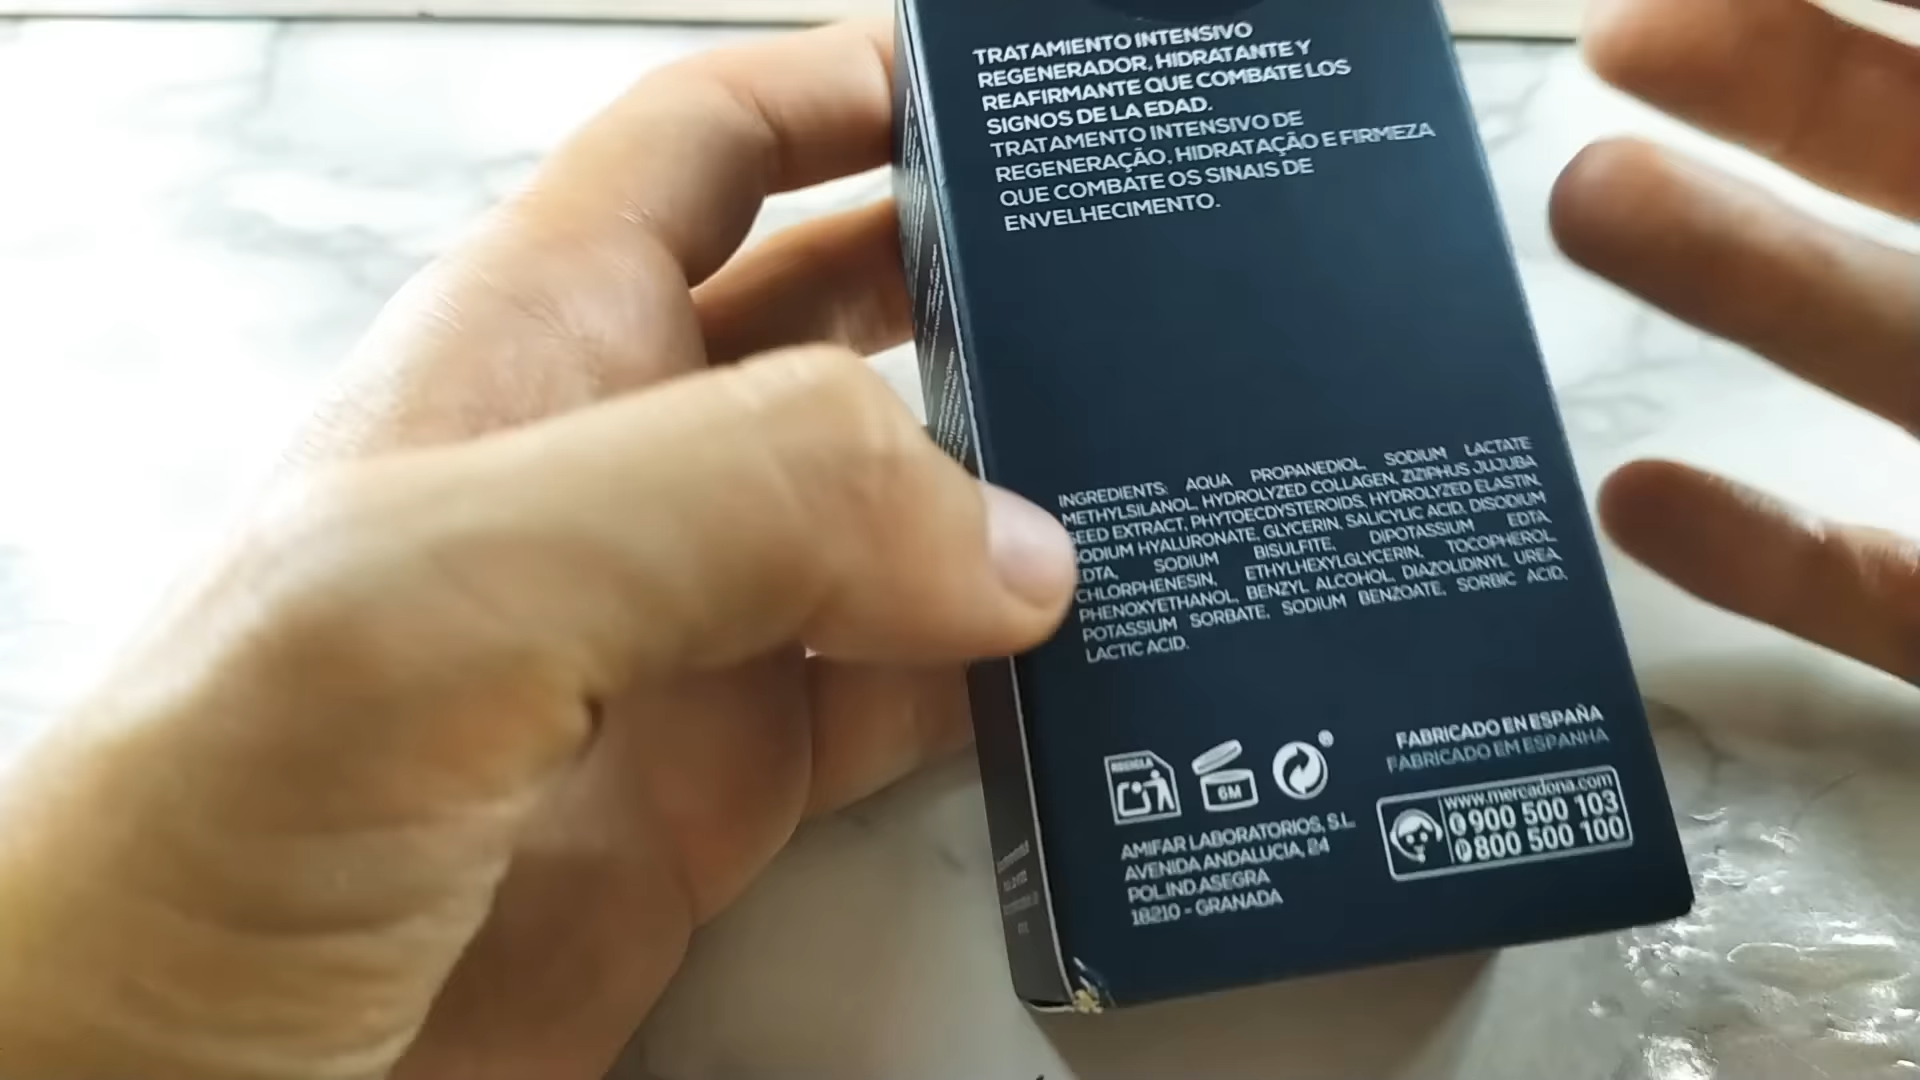 TRATAMIENTO INTENSIVO
REGENERADOR, HIDRATANTE Y
REAFIRMANTE QUE COMBATE LOS
SIGNOS DE LA EDAD.
TRATAMENTO INTENSIVO DE
REGENERAÇÃO, HIDRATAÇÃO E FIRMEZA
QUE COMBATE OS SINAIS DE
ENVELHECIMENTO.
INGREDIENTS: AQUA PROPANEDIOL, SODIUM LACTATE
METHYLSILANOL, HYDROLYZED COLLAGEN, ZIZIPHUS JUJUBA
SEED EXTRACT, PHYTOECDYSTEROIDS, HYDROLYZED ELASTIN,
SODIUM HYALURONATE, GLYCERIN, SALICYLIC ACID, DISODIUM
EDTA, SODIUM BISULFITE, DIPOTASSIUM EDTA,
CHLORPHENESIN, ETHYLHEXYLGLYCERIN, TOCOPHEROL,
PHENOXYETHANOL, BENZYL ALCOHOL, DIAZOLIDINYL UREA,
POTASSIUM SORBATE, SODIUM BENZOATE, SORBIC ACID,
LACTIC ACID.
FABRICADO EN ESPAÑA
FABRICADO EM ESPANHA
RECICLA
6M
www.mercadona.com
900 500 103
800 500 100
AMIFAR LABORATORIOS, S.L.
AVENIDA ANDALUCIA, 24
POL.IND.ASEGRA
18210 - GRANADA